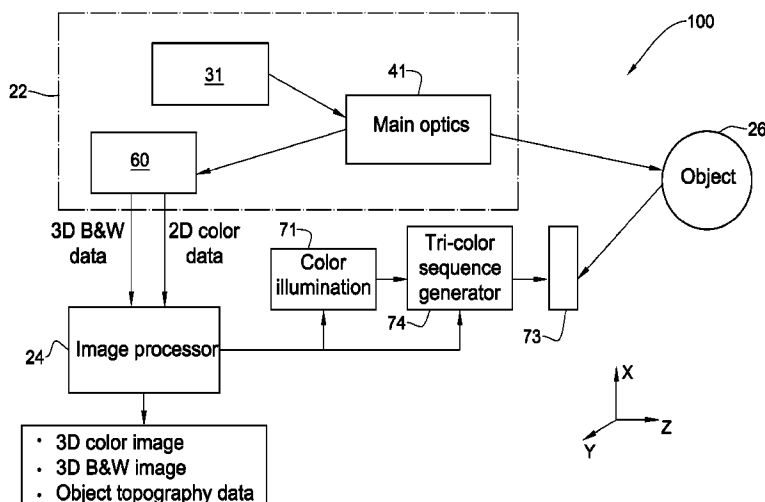 100
22
31
41
Main optics
26
Object
60
3D B&W
data
2D color
data
71
Color
illumination
Tri-color
sequence
generator
74
73
24
Image processor
X
Z
Y
• 3D color image
• 3D B&W image
• Object topography data